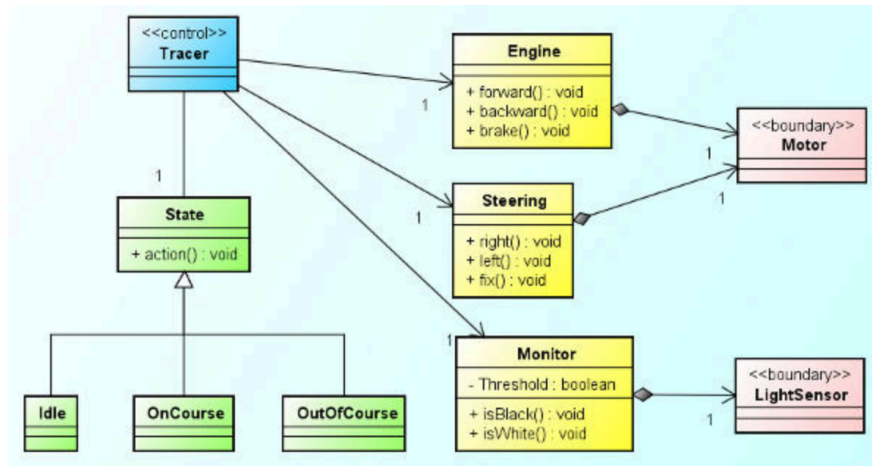 <<control>>
Tracer
Engine
+ forward() : void
+ backward() : void
+ brake() : void
1
<<boundary>>
Motor
1
1
1
State
+ action() : void
Steering
+ right() : void
+ left() : void
+ fix() : void
1
1
Monitor
- Threshold : boolean
+ isBlack() : void
+ isWhite() : void
<<boundary>>
LightSensor
1
Idle
OnCourse
OutOfCourse